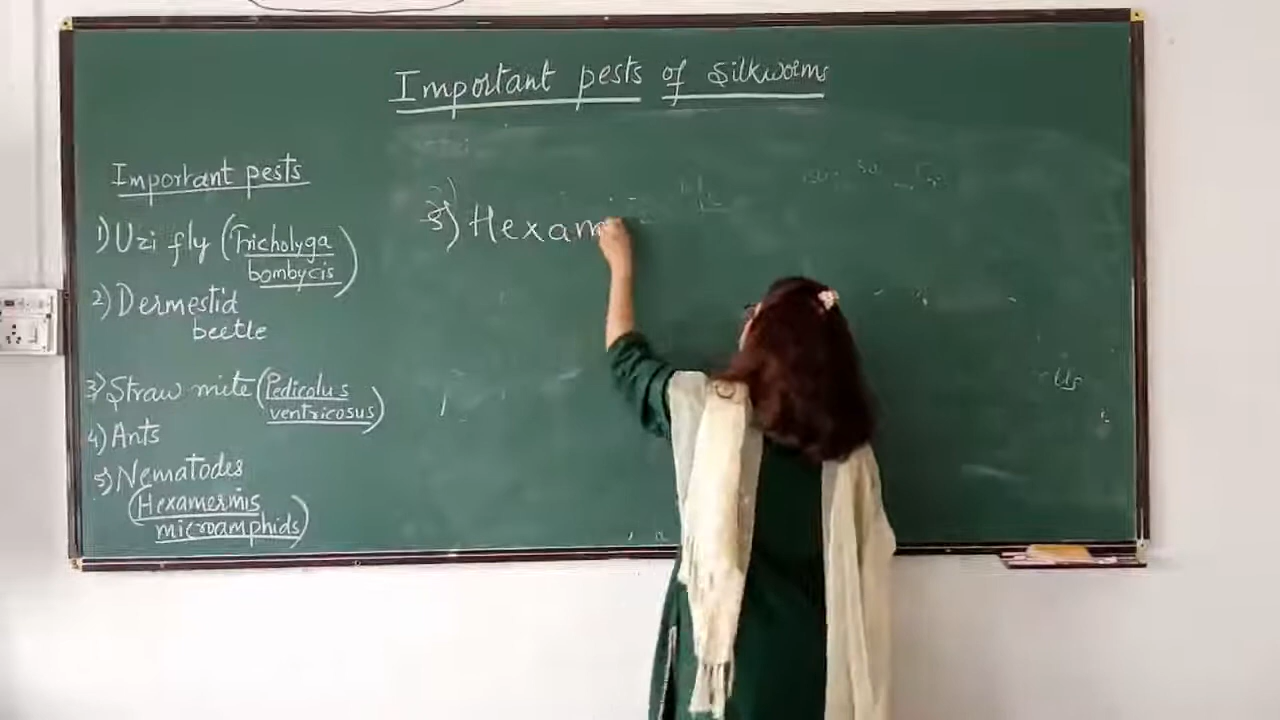 Important pests of Silkworms
Important pests
1) Uzi fly (Tricholyga
bombycis)
2) Dermestid
beetle
3) Straw mite (Pedicolus
ventricosus)
4) Ants
5) Nematodes
(Hexamermis
microamphids)
5) Hexam